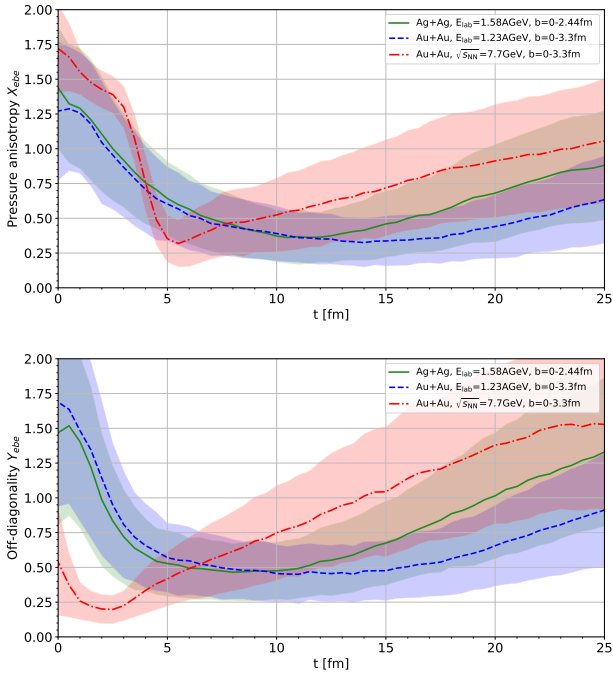 2.00
1.75
1.50
1.25
1.00
0.75
0.50
0.25
0.00
Pressure anisotropy X_ebe
Ag+Ag, E_lab=1.58AGeV, b=0-2.44fm
Au+Au, E_lab=1.23AGeV, b=0-3.3fm
Au+Au, √s_NN=7.7GeV, b=0-3.3fm
0 5 10 15 20 25
t [fm]
2.00
1.75
1.50
1.25
1.00
0.75
0.50
0.25
0.00
Off-diagonality Y_ebe
Ag+Ag, E_lab=1.58AGeV, b=0-2.44fm
Au+Au, E_lab=1.23AGeV, b=0-3.3fm
Au+Au, √s_NN=7.7GeV, b=0-3.3fm
0 5 10 15 20 25
t [fm]